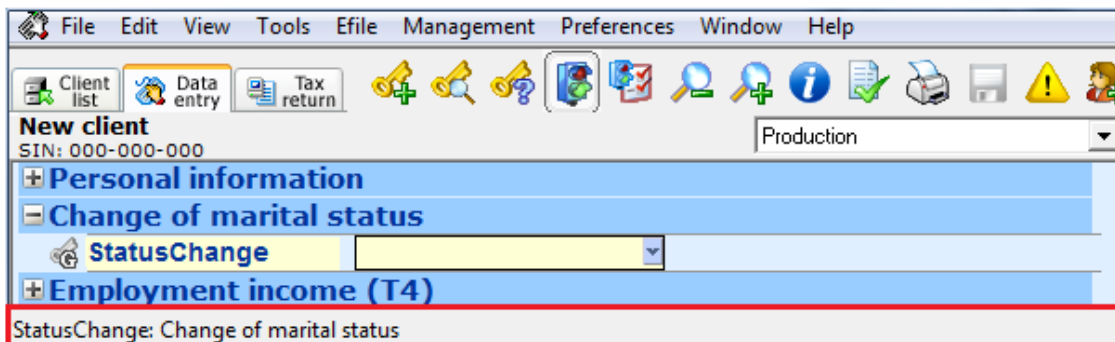 File Edit View Tools Efile Management Preferences Window Help
Client list Data entry Tax return
New client
SIN: 000-000-000
Production
Personal information
Change of marital status
StatusChange
Employment income (T4)
StatusChange: Change of marital status